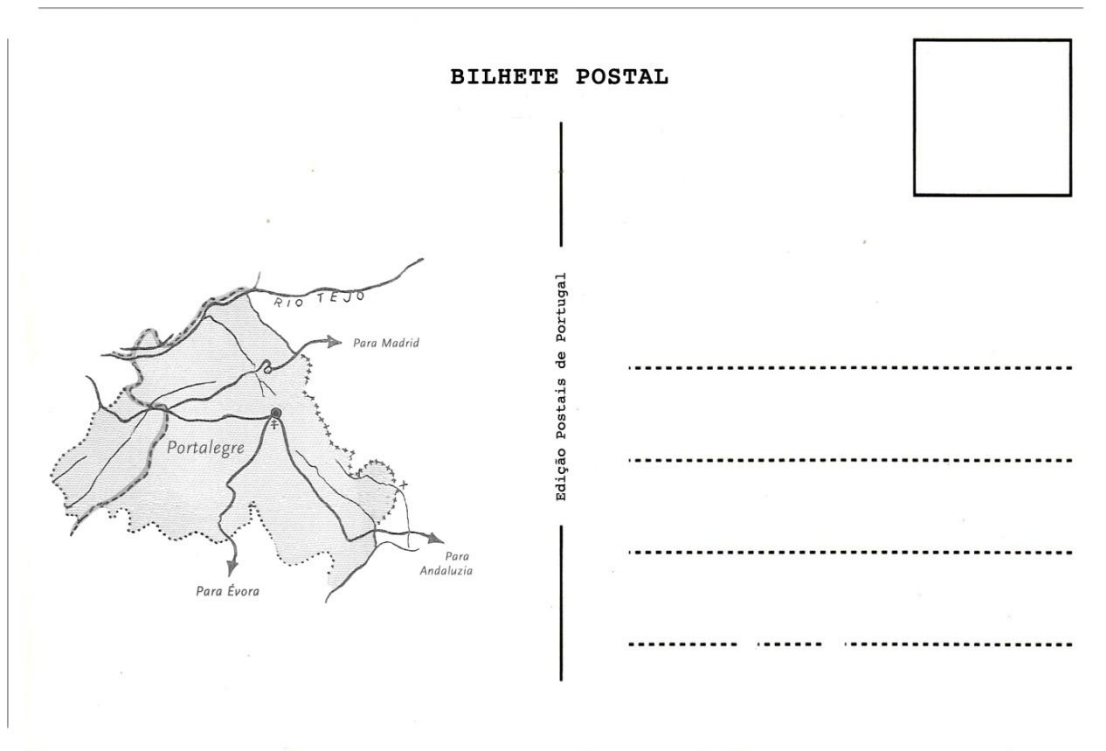 BILHETE POSTAL
RIO TEJO
Para Madrid
Portalegre
Para
Andaluzia
Para Évora
Edição Postais de Portugal